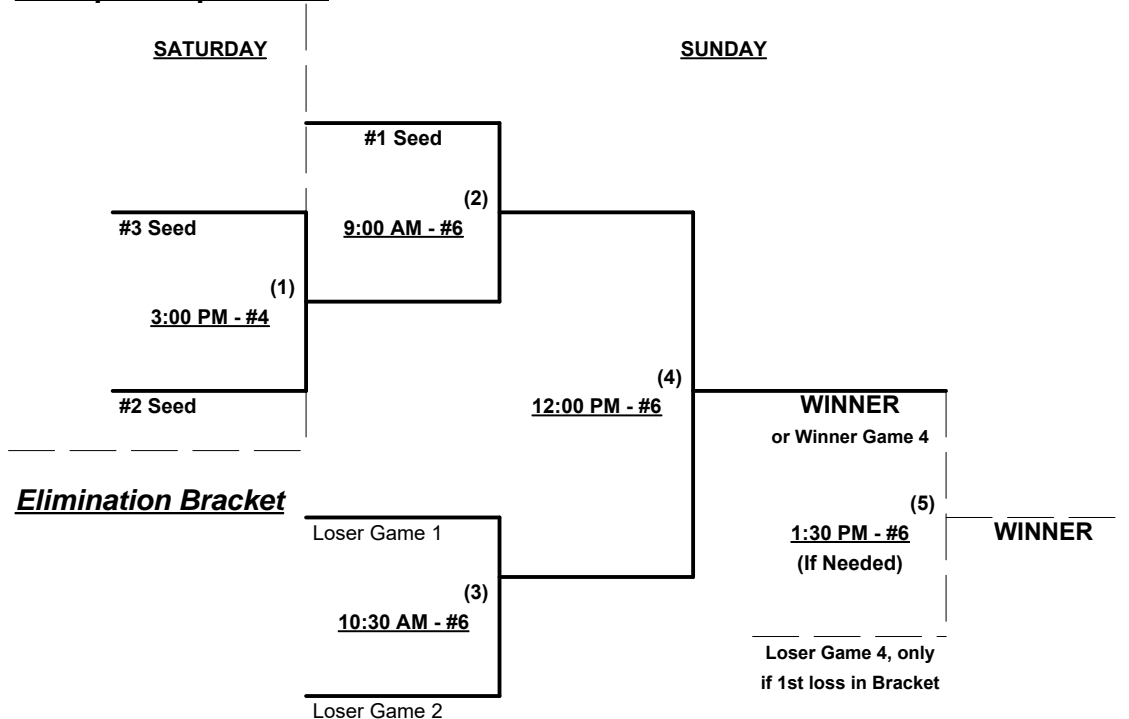 SATURDAY
SUNDAY
#1 Seed
(2)
9:00 AM - #6
#3 Seed
(1)
3:00 PM - #4
#2 Seed
(4)
12:00 PM - #6
WINNER
or Winner Game 4
Elimination Bracket
Loser Game 1
(5)
1:30 PM - #6
(If Needed)
WINNER
(3)
10:30 AM - #6
Loser Game 4, only
if 1st loss in Bracket
Loser Game 2